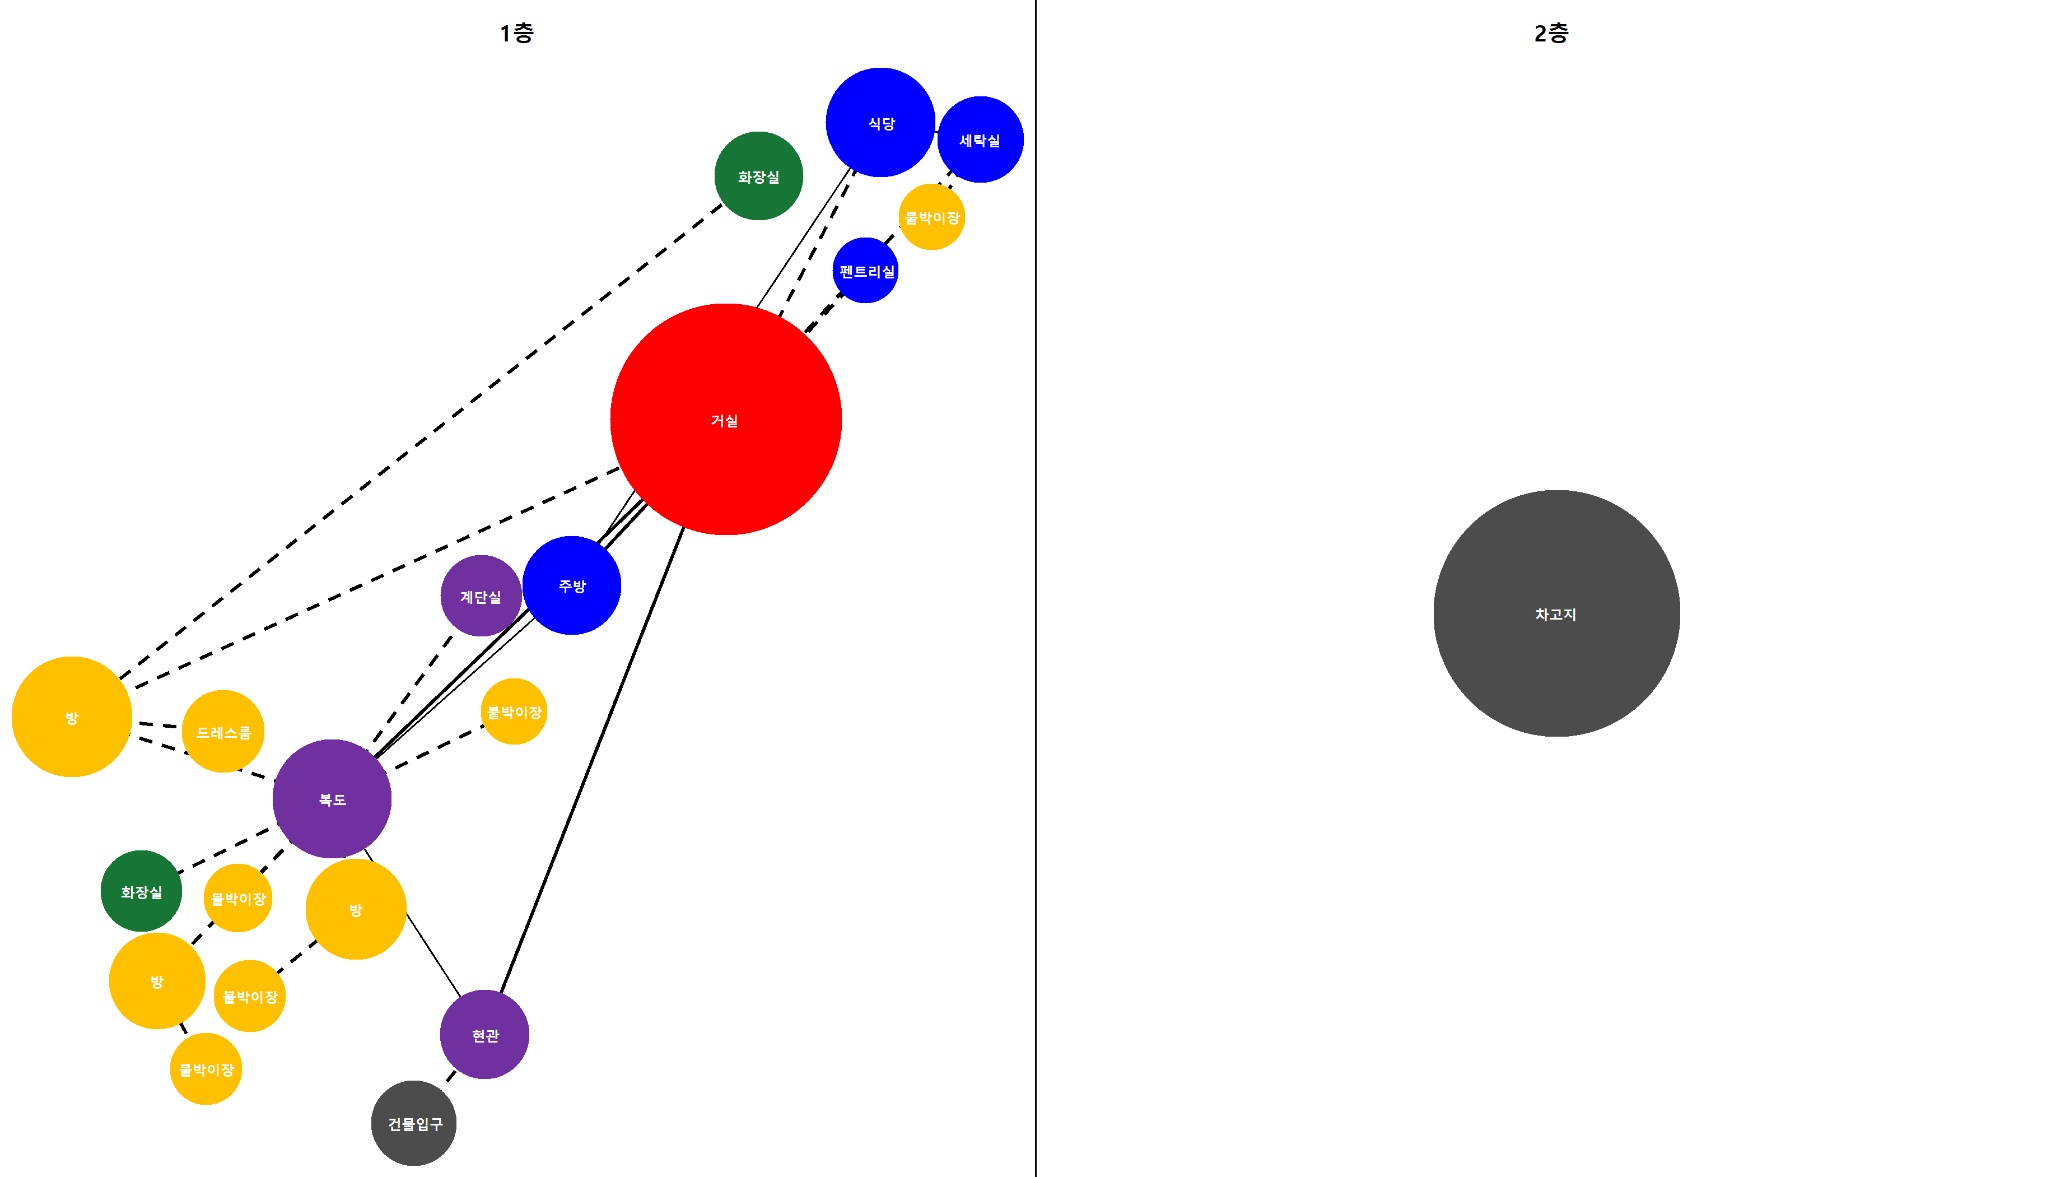 1층
2층
식당
세탁실
화장실
붙박이장
펜트리실
거실
주방
계단실
붙박이장
방
드레스룸
복도
화장실
붙박이장
방
방
붙박이장
현관
붙박이장
건물입구
차고지